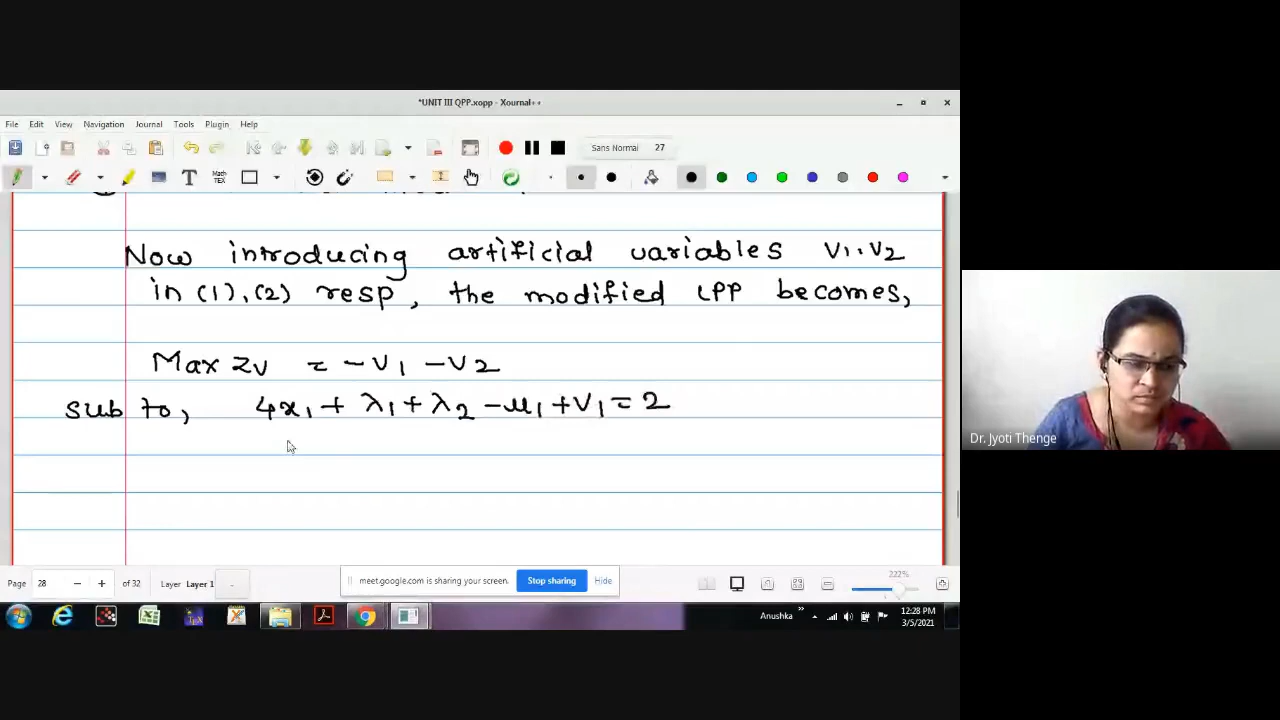 *UNIT III QPP.xopp - Xournal++
File Edit View Navigation Journal Tools Plugin Help
Sans Normal 27
Now introducing artificial variables V1, V2
in (1), (2) resp, the modified LPP becomes,
Max Zv = -V1 - V2
sub to, 4x1 + λ1 + λ2 - μ1 + V1 = 2
Dr. Jyoti Thenge
Page 28 of 32 Layer Layer 1
222%
meet.google.com is sharing your screen. Stop sharing Hide
Anushka
12:28 PM
3/5/2021